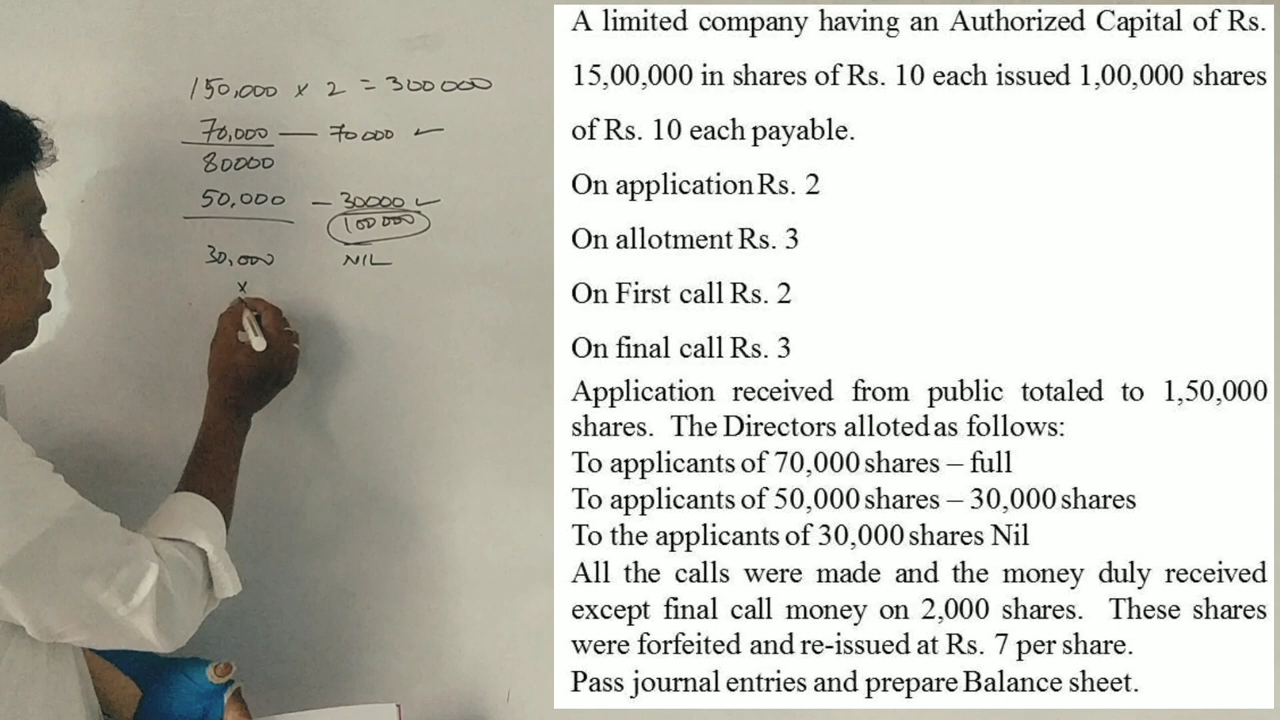 150,000 x 2 = 300000
70,000 — 70000 ✓
80000
50,000 — 30000 ✓
100000
30,000 NIL
x
A limited company having an Authorized Capital of Rs.
15,00,000 in shares of Rs. 10 each issued 1,00,000 shares
of Rs. 10 each payable.
On application Rs. 2
On allotment Rs. 3
On First call Rs. 2
On final call Rs. 3
Application received from public totaled to 1,50,000
shares. The Directors alloted as follows:
To applicants of 70,000 shares – full
To applicants of 50,000 shares – 30,000 shares
To the applicants of 30,000 shares Nil
All the calls were made and the money duly received
except final call money on 2,000 shares. These shares
were forfeited and re-issued at Rs. 7 per share.
Pass journal entries and prepare Balance sheet.